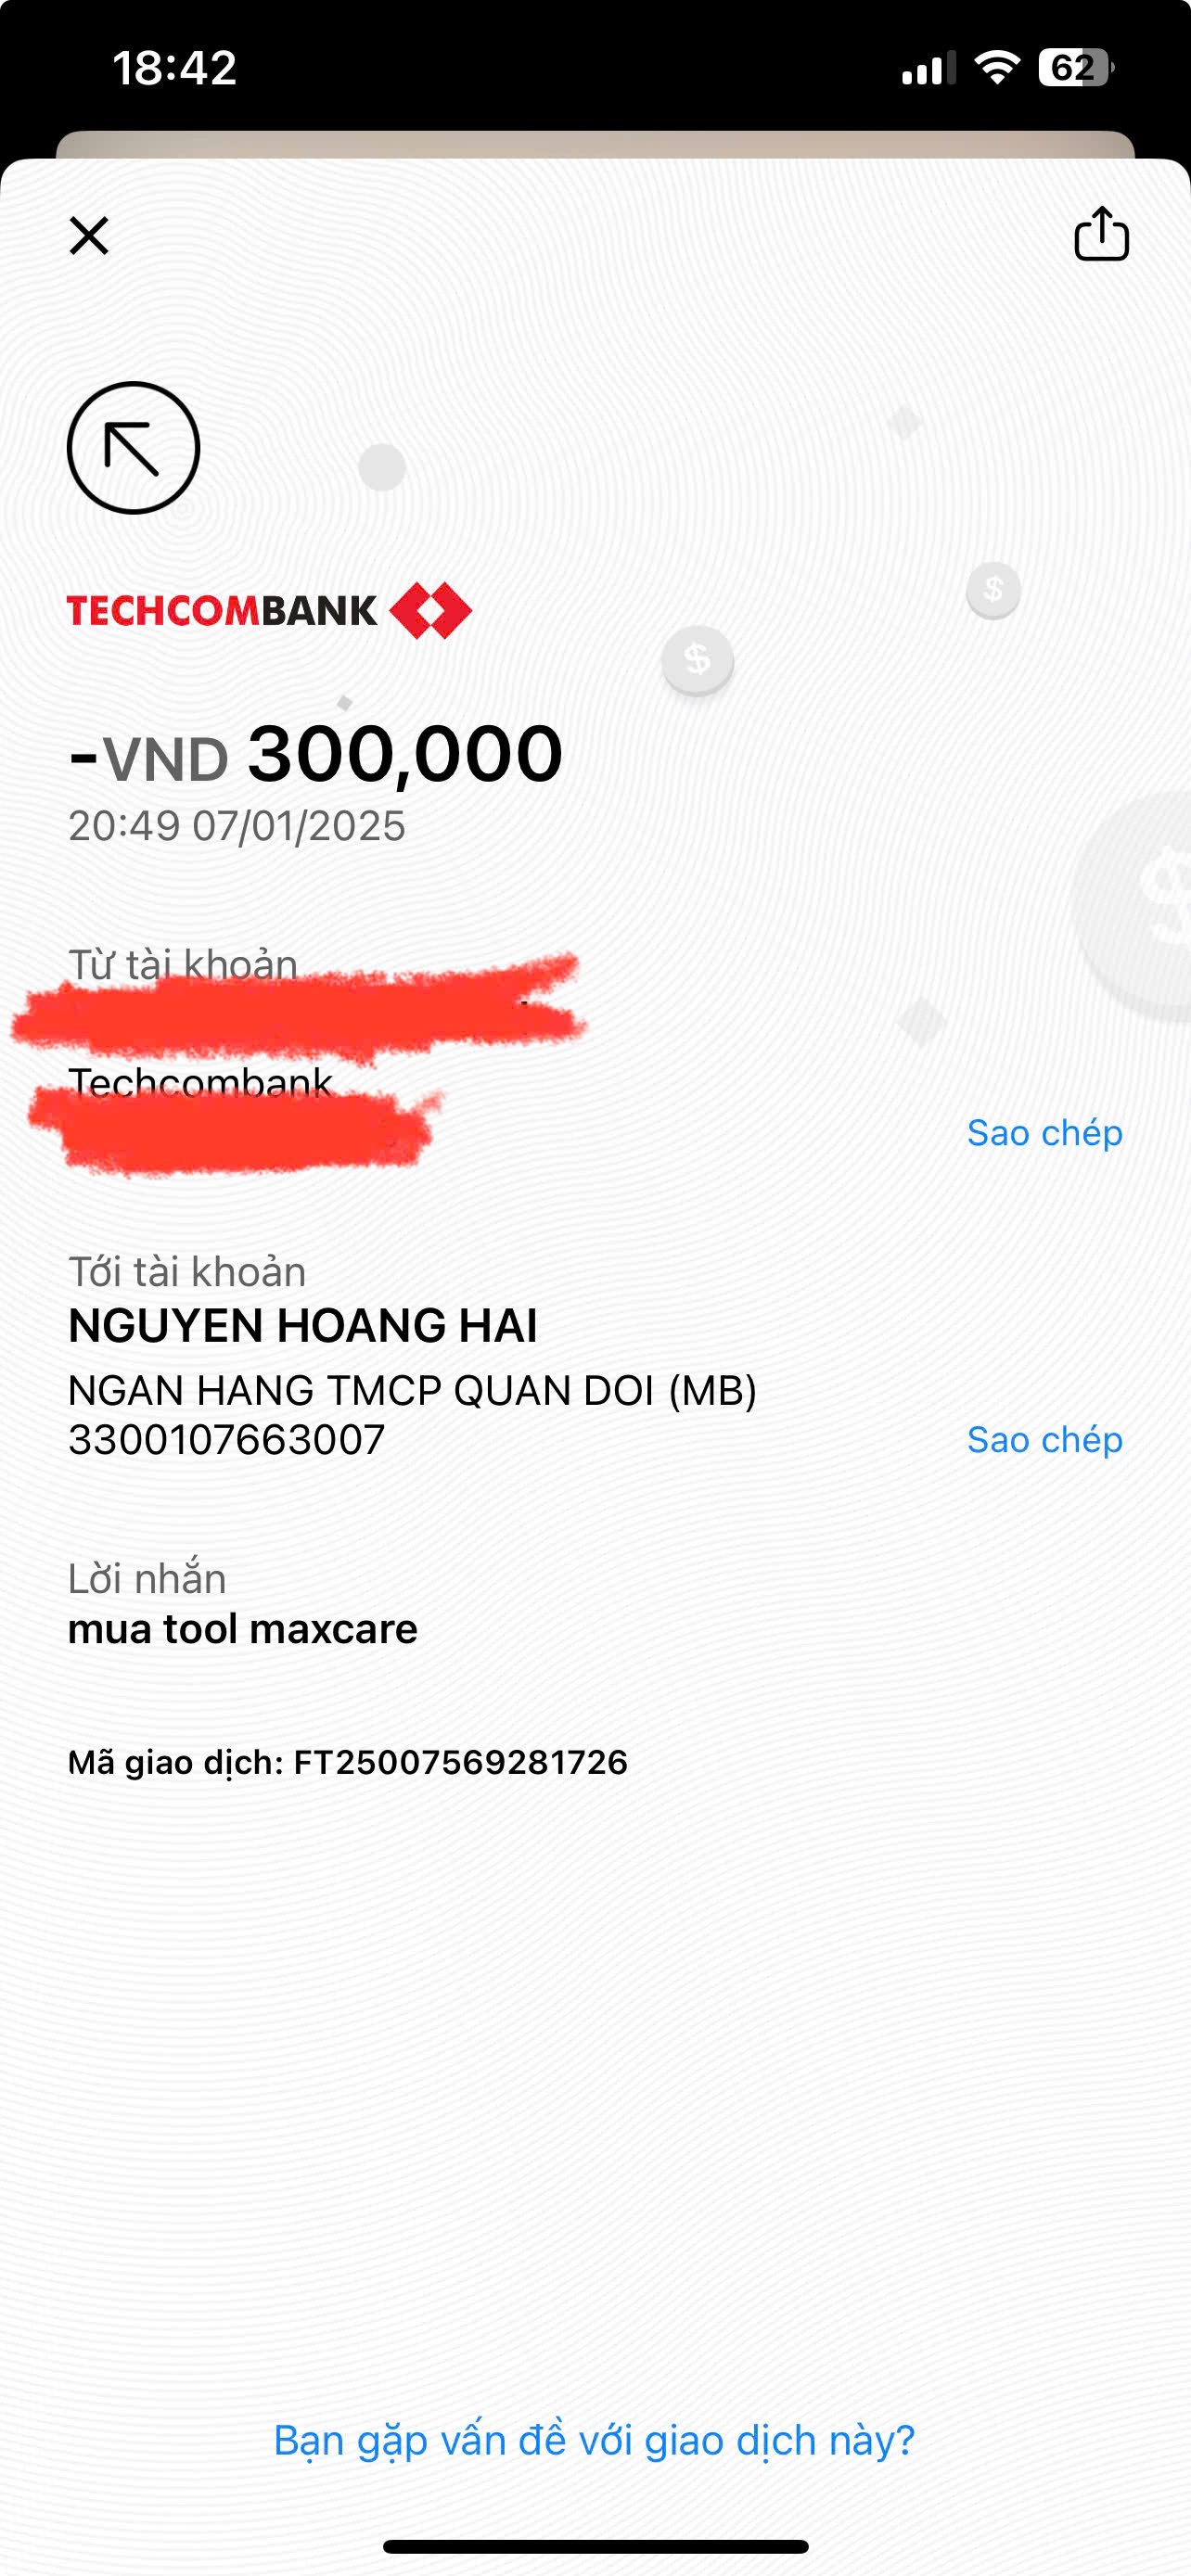 18:42
62
TECHCOMBANK
-VND 300,000
20:49 07/01/2025
Từ tài khoản
Techcombank
Sao chép
Tới tài khoản
NGUYEN HOANG HAI
NGAN HANG TMCP QUAN DOI (MB)
3300107663007
Sao chép
Lời nhắn
mua tool maxcare
Mã giao dịch: FT25007569281726
Bạn gặp vấn đề với giao dịch này?